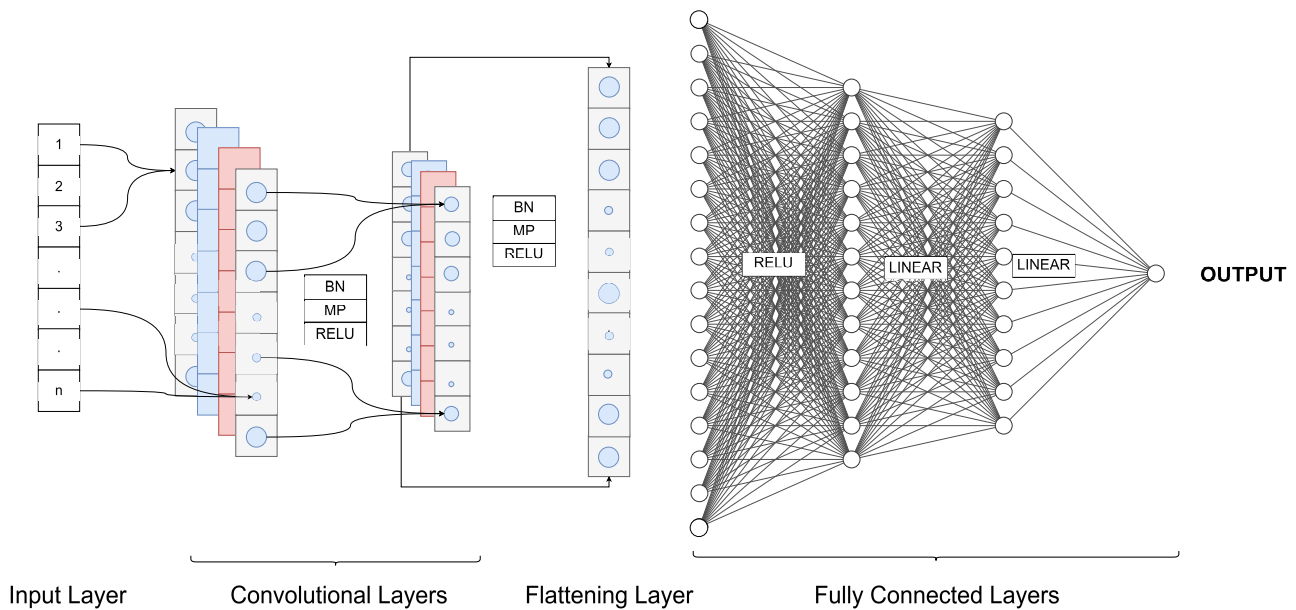 1
2
3
.
.
.
n
BN
MP
RELU
BN
MP
RELU
RELU
LINEAR
LINEAR
OUTPUT
Input Layer
Convolutional Layers
Flattening Layer
Fully Connected Layers